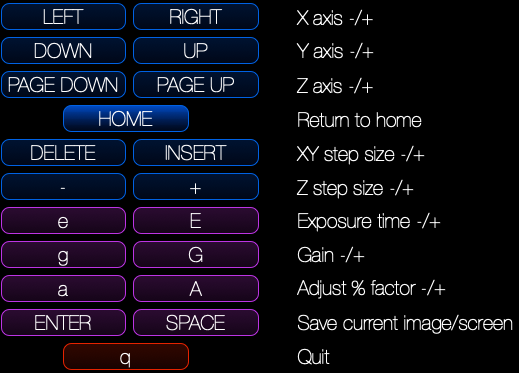 LEFT RIGHT X axis -/+
DOWN UP Y axis -/+
PAGE DOWN PAGE UP Z axis -/+
HOME Return to home
DELETE INSERT XY step size -/+
- + Z step size -/+
e E Exposure time -/+
g G Gain -/+
a A Adjust % factor -/+
ENTER SPACE Save current image/screen
q Quit